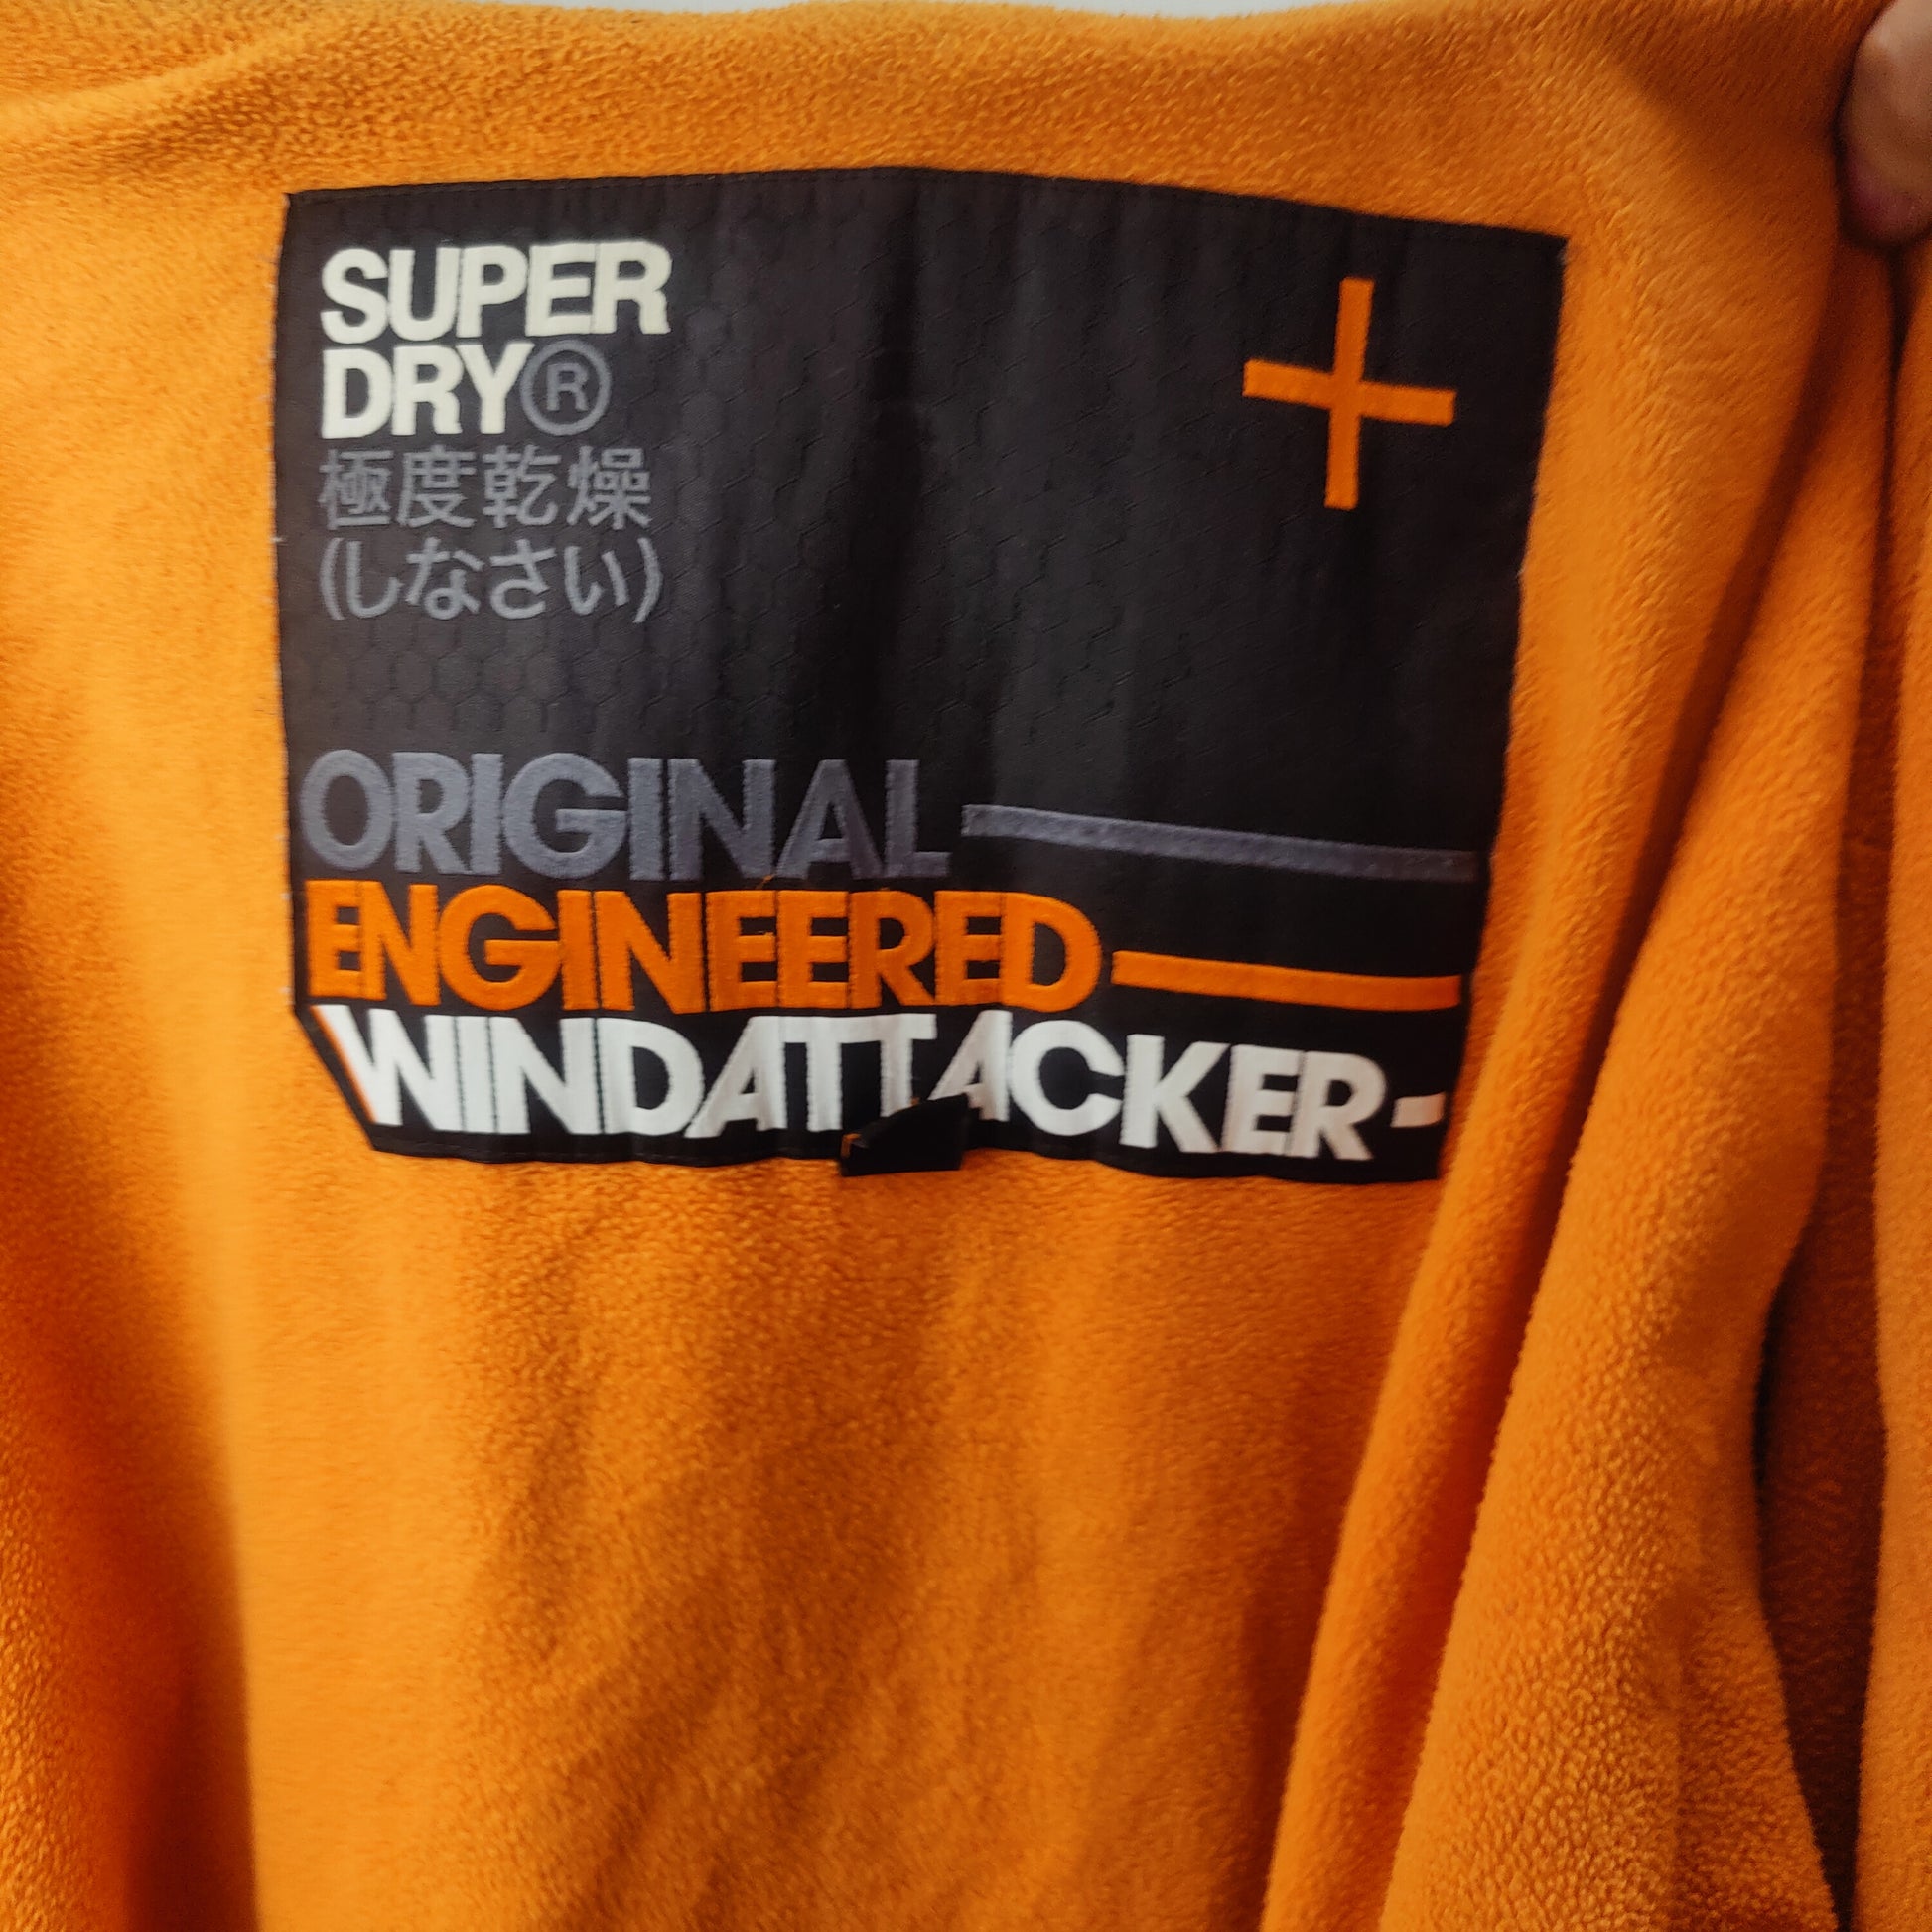 SUPER
DRY®
極度乾燥
(しなさい)
ORIGINAL
ENGINEERED
WINDATTACKER